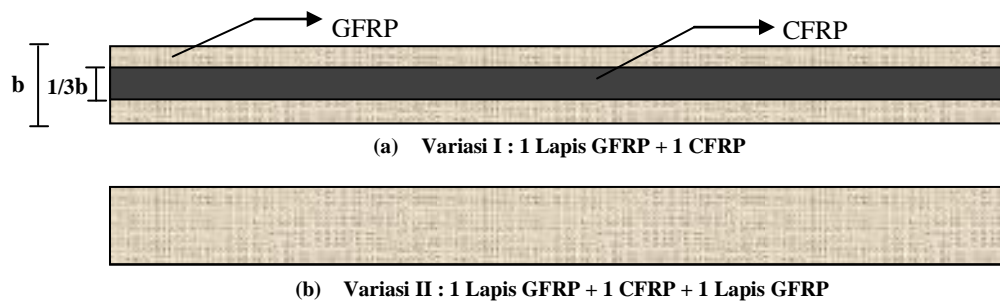 GFRP
CFRP
b
1/3b
(a) Variasi I : 1 Lapis GFRP + 1 CFRP
(b) Variasi II : 1 Lapis GFRP + 1 CFRP + 1 Lapis GFRP